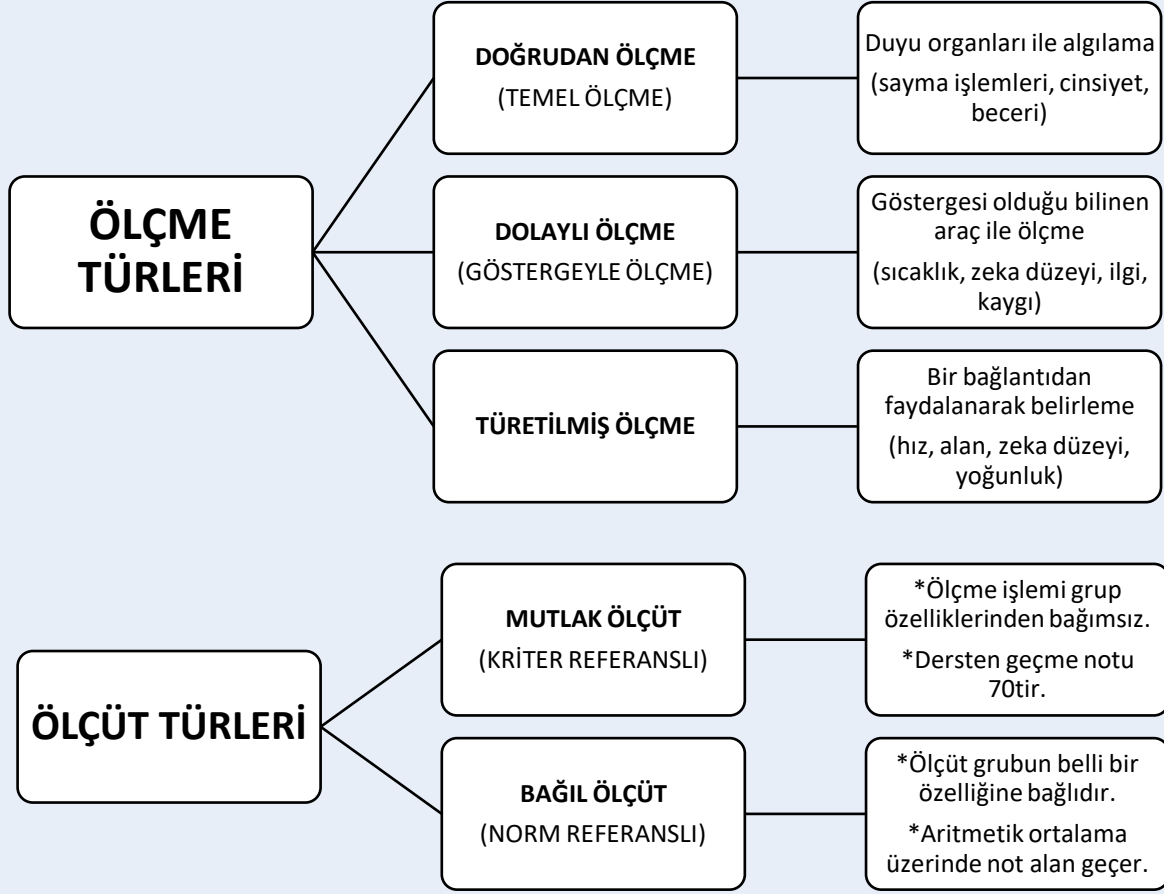 ÖLÇME
TÜRLERİ
DOĞRUDAN ÖLÇME
(TEMEL ÖLÇME)
Duyu organları ile algılama
(sayma işlemleri, cinsiyet,
beceri)
DOLAYLI ÖLÇME
(GÖSTERGEYLE ÖLÇME)
Göstergesi olduğu bilinen
araç ile ölçme
(sıcaklık, zeka düzeyi, ilgi,
kaygı)
TÜRETİLMİŞ ÖLÇME
Bir bağlantıdan
faydalanarak belirleme
(hız, alan, zeka düzeyi,
yoğunluk)
ÖLÇÜT TÜRLERİ
MUTLAK ÖLÇÜT
(KRİTER REFERANSLI)
*Ölçme işlemi grup
özelliklerinden bağımsız.
*Dersten geçme notu
70tir.
BAĞIL ÖLÇÜT
(NORM REFERANSLI)
*Ölçüt grubun belli bir
özelliğine bağlıdır.
*Aritmetik ortalama
üzerinde not alan geçer.